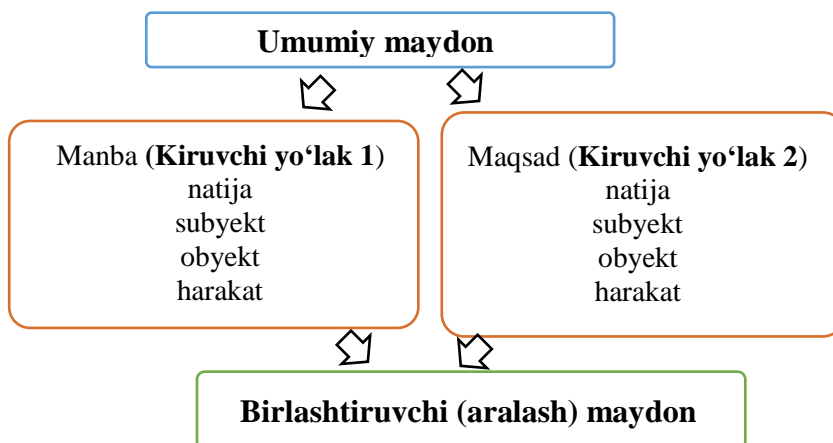 Umumiy maydon
Manba (Kiruvchi yo‘lak 1)
natija
subyekt
obyekt
harakat
Maqsad (Kiruvchi yo‘lak 2)
natija
subyekt
obyekt
harakat
Birlashtiruvchi (aralash) maydon